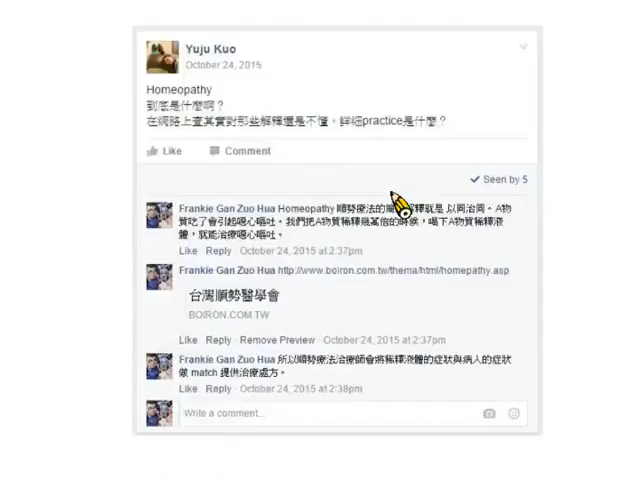 Yuju Kuo
October 24, 2015
Homeopathy
到底是什麼啊？
在網路上查其實對那些解釋還是不懂，詳細practice是什麼？
Like Comment
Seen by 5
Frankie Gan Zuo Hua Homeopathy 順勢療法的 釋就是 以同治同。A物
質吃了會引起噁心嘔吐。我們把A物質稀釋幾萬倍的時候，喝下A物質稀釋液
體，就能治療噁心嘔吐。
Like Reply October 24, 2015 at 2:37pm
Frankie Gan Zuo Hua http://www.boiron.com.tw/thema/html/homepathy.asp
台灣順勢醫學會
BOIRON.COM.TW
Like · Reply · Remove Preview · October 24, 2015 at 2:37pm
Frankie Gan Zuo Hua 所以順勢療法治療師會將稀釋液體的症狀與病人的症狀
做 match 提供治療處方。
Like · Reply · October 24, 2015 at 2:38pm
Write a comment...